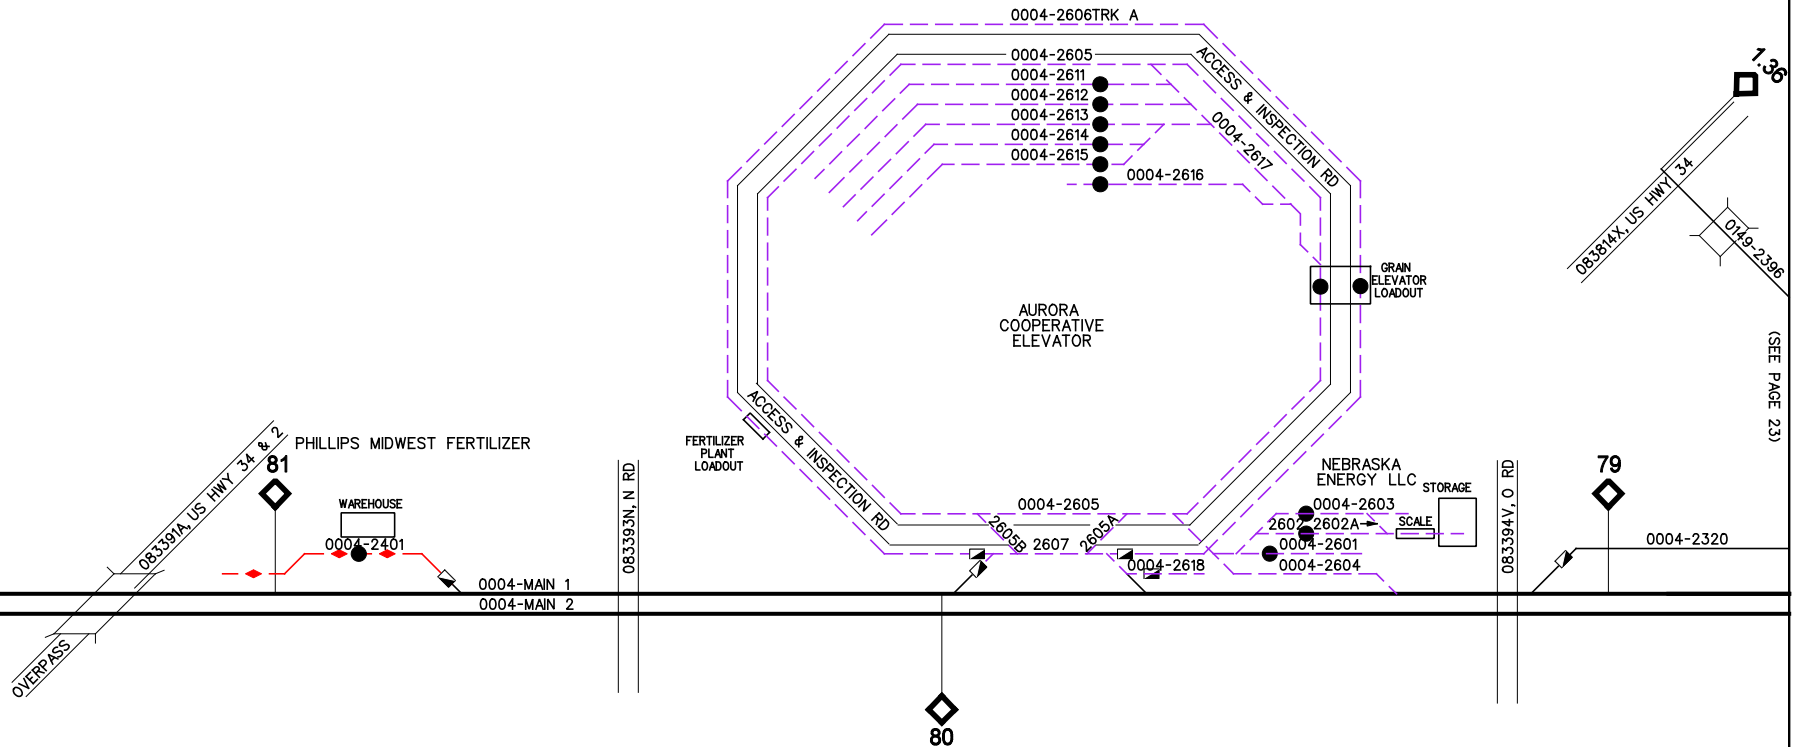 0004-2606TRK A
0004-2605
0004-2611
0004-2612
0004-2613
0004-2614
0004-2615
0004-2616
0004-2617
ACCESS & INSPECTION RD
1.36
083814X, US HWY 34
0149-2396
(SEE PAGE 23)
GRAIN
ELEVATOR
LOADOUT
AURORA
COOPERATIVE
ELEVATOR
ACCESS & INSPECTION RD
FERTILIZER
PLANT
LOADOUT
083391A, US HWY 34 & 2
OVERPASS
PHILLIPS MIDWEST FERTILIZER
81
WAREHOUSE
0004-2401
083393N, N RD
0004-MAIN 1
0004-MAIN 2
0004-2605
2605B
2607
2605A
0004-2618
80
NEBRASKA
ENERGY LLC
STORAGE
0004-2603
2602
2602A
SCALE
0004-2601
0004-2604
083394V, O RD
79
0004-2320